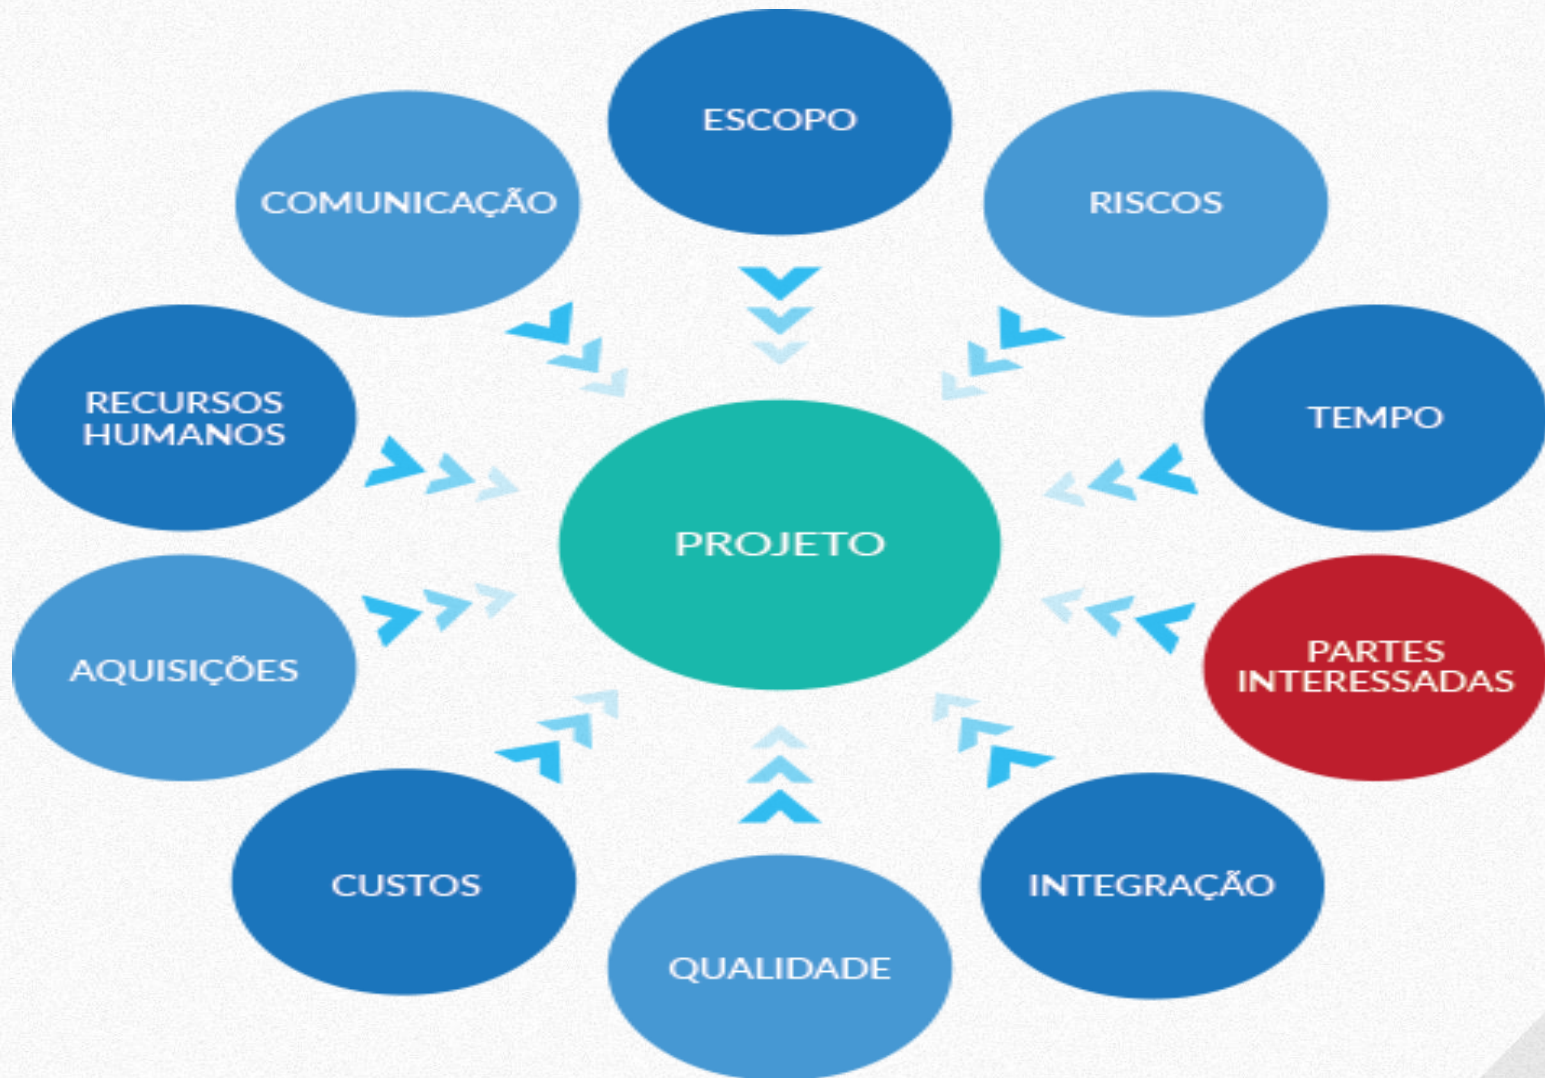 ESCOPO
COMUNICAÇÃO
RISCOS
RECURSOS
HUMANOS
TEMPO
PROJETO
AQUISIÇÕES
PARTES
INTERESSADAS
CUSTOS
INTEGRAÇÃO
QUALIDADE